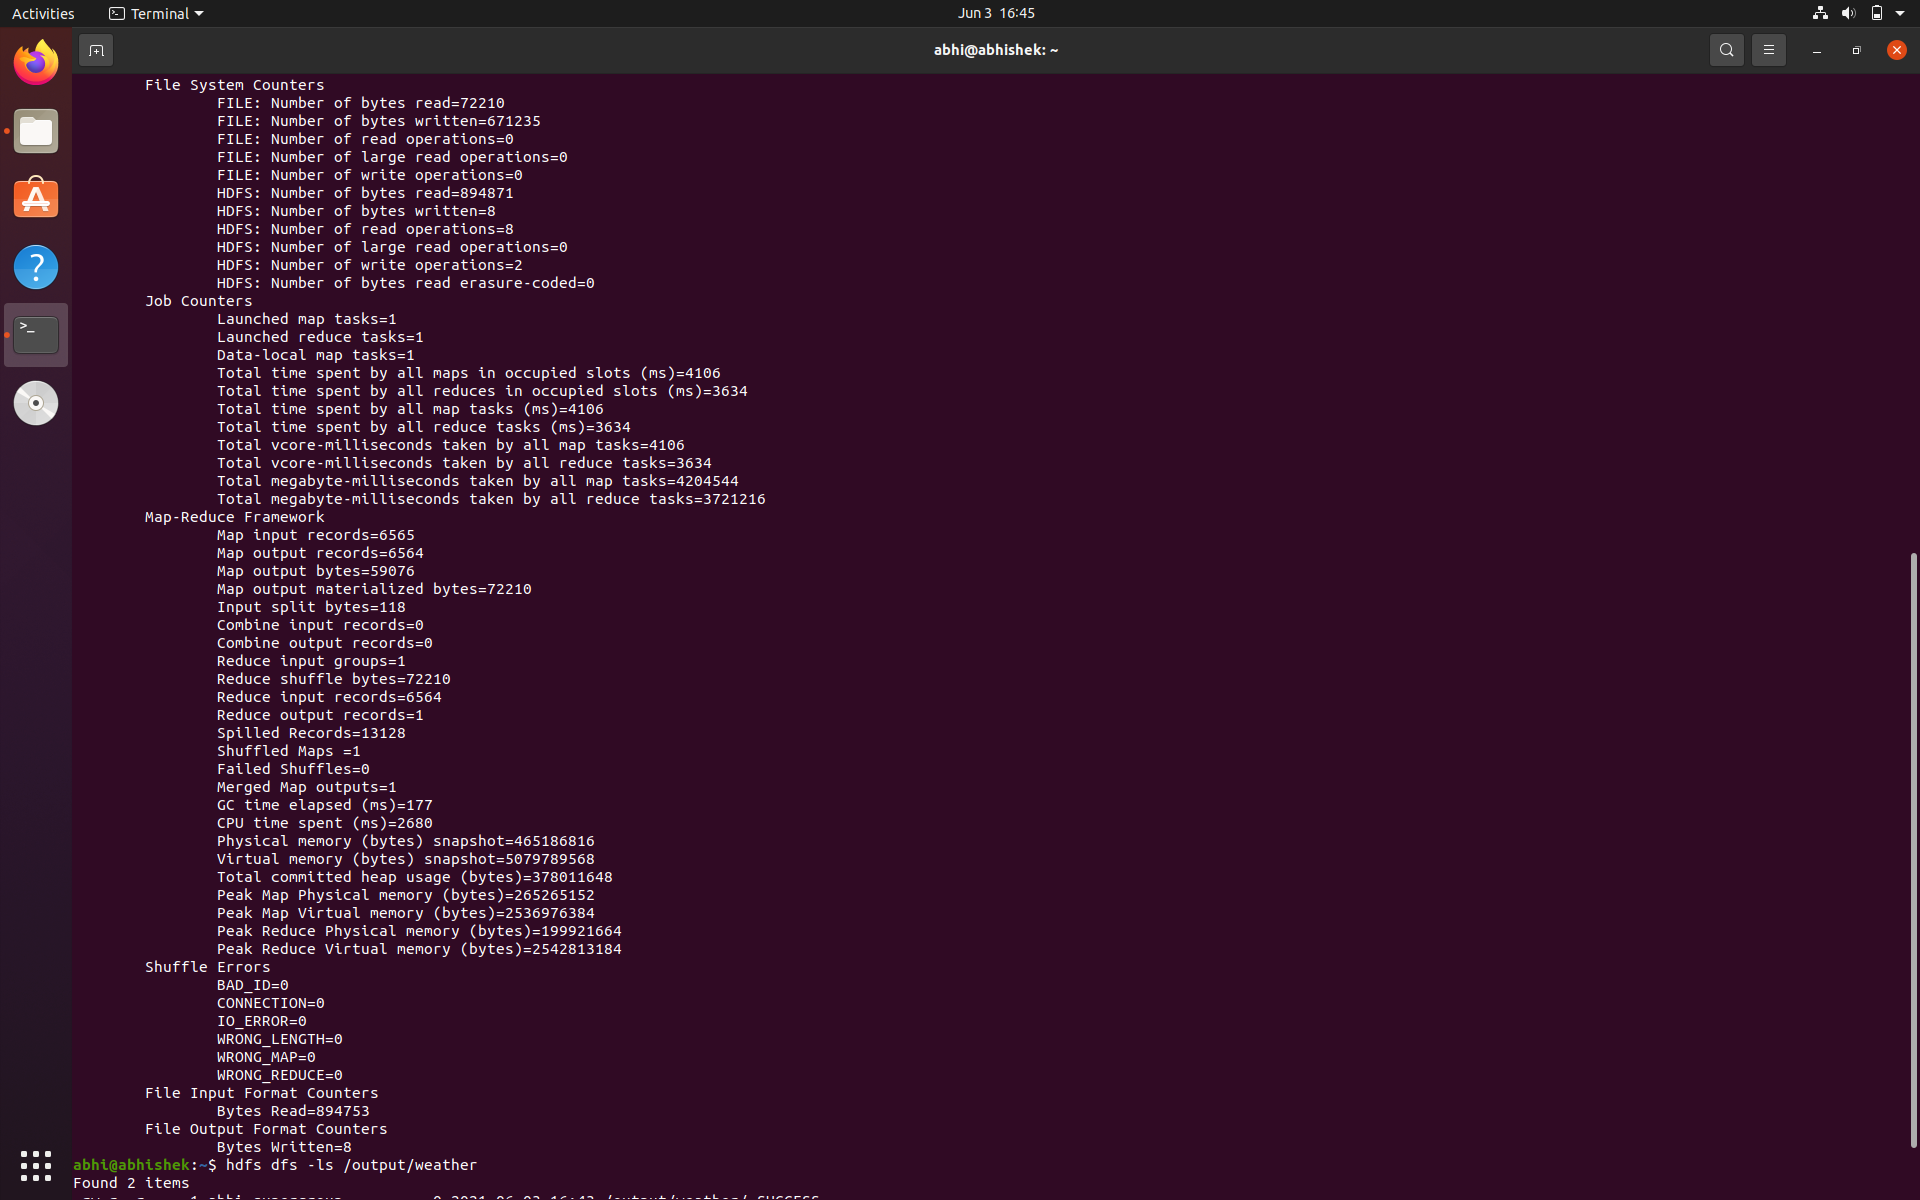 Activities
Terminal
Jun 3 16:45
abhi@abhishek: ~
File System Counters
FILE: Number of bytes read=72210
FILE: Number of bytes written=671235
FILE: Number of read operations=0
FILE: Number of large read operations=0
FILE: Number of write operations=0
HDFS: Number of bytes read=894871
HDFS: Number of bytes written=8
HDFS: Number of read operations=8
HDFS: Number of large read operations=0
HDFS: Number of write operations=2
HDFS: Number of bytes read erasure-coded=0
Job Counters
Launched map tasks=1
Launched reduce tasks=1
Data-local map tasks=1
Total time spent by all maps in occupied slots (ms)=4106
Total time spent by all reduces in occupied slots (ms)=3634
Total time spent by all map tasks (ms)=4106
Total time spent by all reduce tasks (ms)=3634
Total vcore-milliseconds taken by all map tasks=4106
Total vcore-milliseconds taken by all reduce tasks=3634
Total megabyte-milliseconds taken by all map tasks=4204544
Total megabyte-milliseconds taken by all reduce tasks=3721216
Map-Reduce Framework
Map input records=6565
Map output records=6564
Map output bytes=59076
Map output materialized bytes=72210
Input split bytes=118
Combine input records=0
Combine output records=0
Reduce input groups=1
Reduce shuffle bytes=72210
Reduce input records=6564
Reduce output records=1
Spilled Records=13128
Shuffled Maps =1
Failed Shuffles=0
Merged Map outputs=1
GC time elapsed (ms)=177
CPU time spent (ms)=2680
Physical memory (bytes) snapshot=465186816
Virtual memory (bytes) snapshot=5079789568
Total committed heap usage (bytes)=378011648
Peak Map Physical memory (bytes)=265265152
Peak Map Virtual memory (bytes)=2536976384
Peak Reduce Physical memory (bytes)=199921664
Peak Reduce Virtual memory (bytes)=2542813184
Shuffle Errors
BAD_ID=0
CONNECTION=0
IO_ERROR=0
WRONG_LENGTH=0
WRONG_MAP=0
WRONG_REDUCE=0
File Input Format Counters
Bytes Read=894753
File Output Format Counters
Bytes Written=8
abhi@abhishek:~$ hdfs dfs -ls /output/weather
Found 2 items